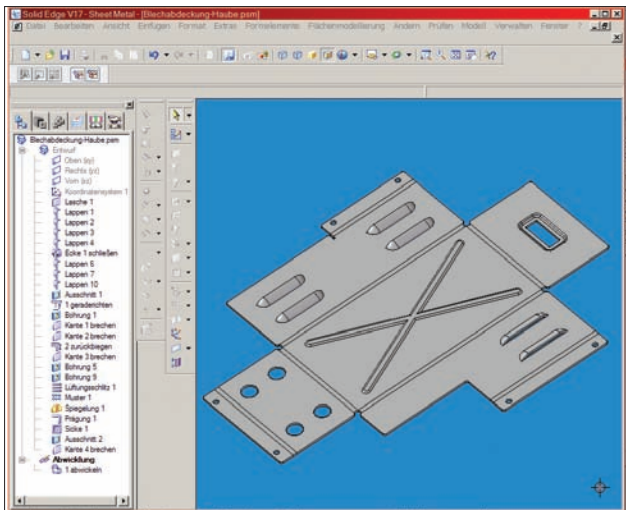 Solid Edge V17 - Sheet Metal - [Blechabdeckung-Haube.psm]
Datei Bearbeiten Ansicht Einfügen Format Extras Formelemente Flächenmodellierung Ändern Prüfen Modell Verwalten Fenster ?
Blechabdeckung-Haube.psm
Entwurf
Oben (xy)
Rechts (yz)
Vorn (xz)
Koordinatensystem 1
Lasche 1
Lappen 1
Lappen 2
Lappen 3
Lappen 4
Ecke 1 schließen
Lappen 6
Lappen 7
Lappen 10
Ausschnitt 1
1 geraderichten
Bohrung 1
Kante 1 brechen
Kante 2 brechen
2 zurückbiegen
Kante 3 brechen
Bohrung 5
Bohrung 9
Lüftungsschlitz 1
Muster 1
Spiegelung 1
Prägung 1
Sicke 1
Ausschnitt 2
Kante 4 brechen
Abwicklung
1 abwickeln